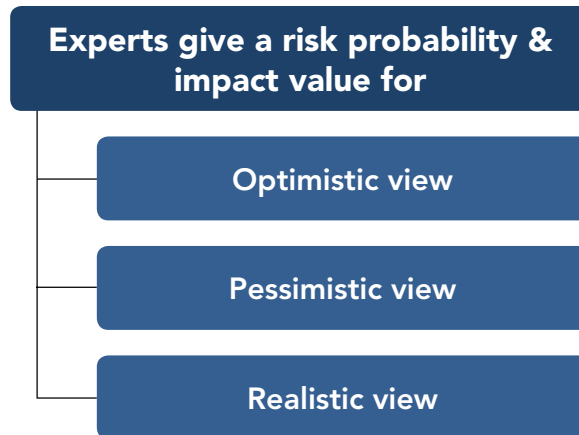 Experts give a risk probability &
impact value for
Optimistic view
Pessimistic view
Realistic view